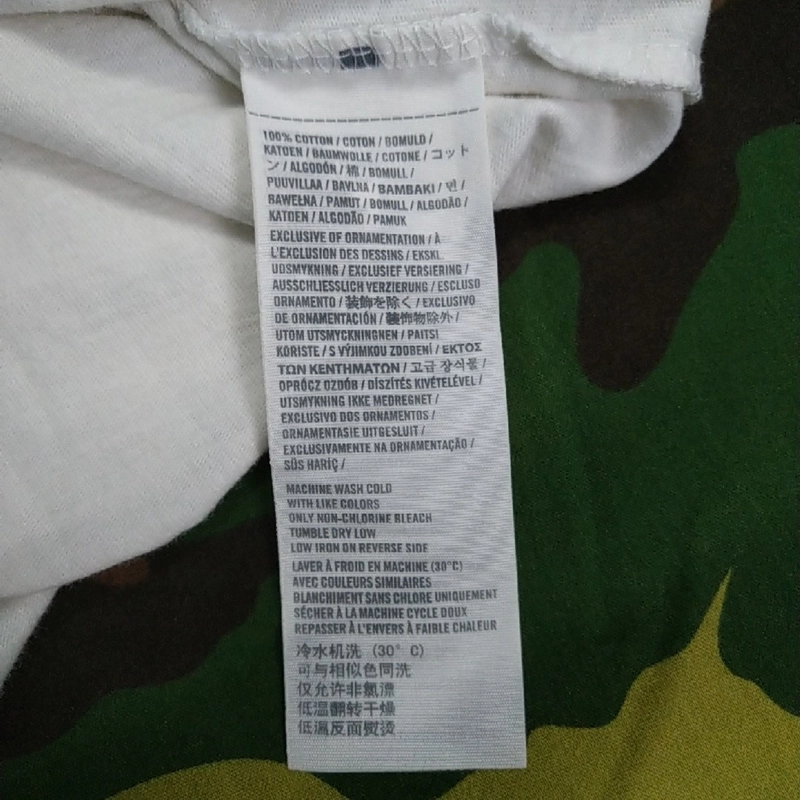 100% COTTON / COTON / BOMULD /
KATOEN / BAUMWOLLE / COTONE / コット
ン / ALGODÓN / 棉 / BOMULL /
PUUVILLAA / BAVLNA / BAMBAKI / 면 /
BAWEŁNA / PAMUT / BOMULL / ALGODÃO /
KATOEN / ALGODÃO / PAMUK
EXCLUSIVE OF ORNAMENTATION / À
L'EXCLUSION DES DESSINS / EKSKL.
UDSMYKNING / EXCLUSIEF VERSIERING /
AUSSCHLIESSLICH VERZIERUNG / ESCLUSO
ORNAMENTO / 装飾を除く / EXCLUSIVO
DE ORNAMENTACIÓN / 装饰物除外 /
UTOM UTSMYCKNINGNEN / PAITSI
KORISTE / S VÝJIMKOU ZDOBENÍ / ΕΚΤΟΣ
ΤΩΝ ΚΕΝΤΗΜΑΤΩΝ / 고급 장식물 /
OPRÓCZ OZDÓB / DÍSZÍTÉS KIVÉTELÉVEL /
UTSMYKNING IKKE MEDREGNET /
EXCLUSIVO DOS ORNAMENTOS /
ORNAMENTASIE UITGESLUIT /
EXCLUSIVAMENTE NA ORNAMENTAÇÃO /
SÜS HARİÇ /
MACHINE WASH COLD
WITH LIKE COLORS
ONLY NON-CHLORINE BLEACH
TUMBLE DRY LOW
LOW IRON ON REVERSE SIDE
LAVER À FROID EN MACHINE (30°C)
AVEC COULEURS SIMILAIRES
BLANCHIMENT SANS CHLORE UNIQUEMENT
SÉCHER À LA MACHINE CYCLE DOUX
REPASSER À L'ENVERS À FAIBLE CHALEUR
冷水机洗 (30° C)
可与相似色同洗
仅允许非氯漂
低温翻转干燥
低温反面熨烫